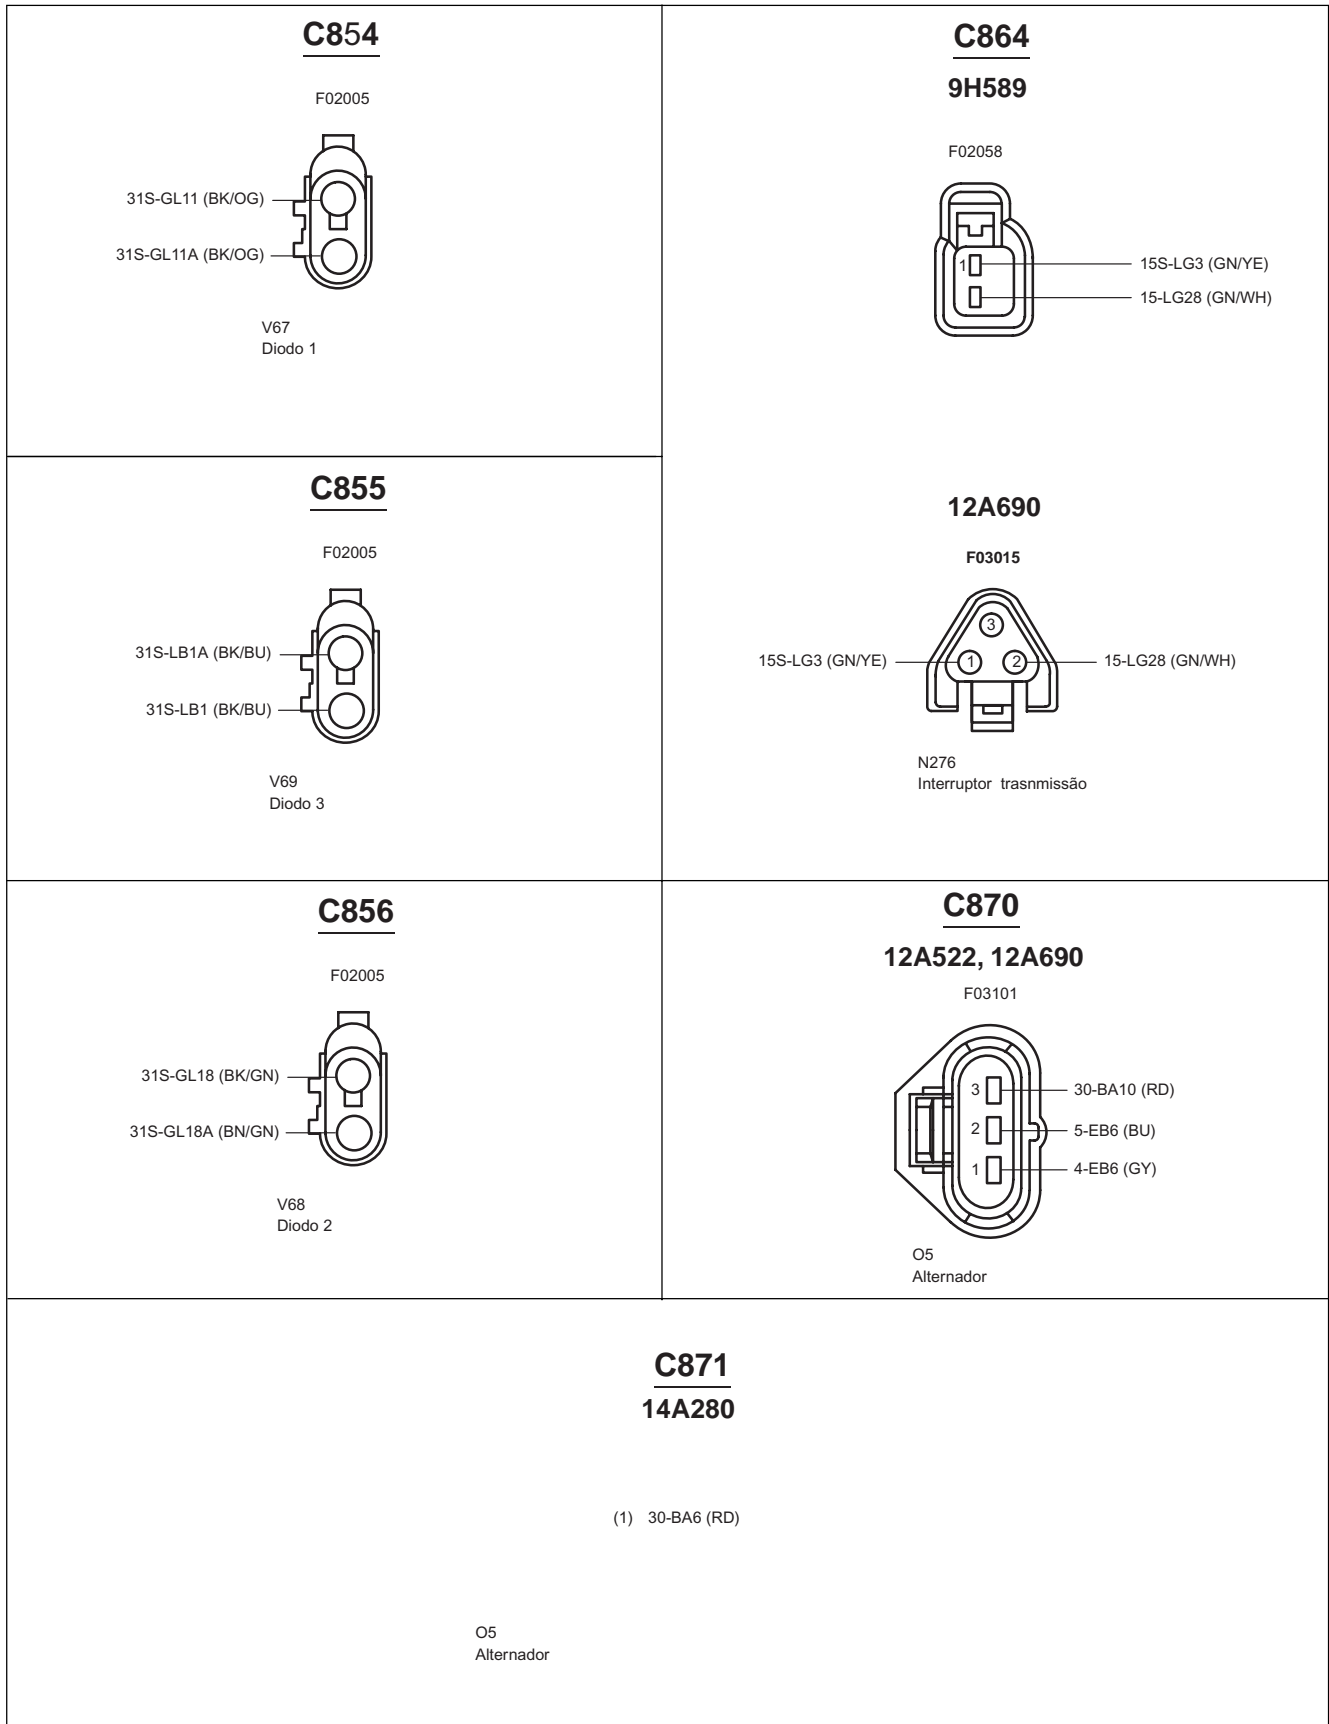 C854
F02005
31S-GL11 (BK/OG)
31S-GL11A (BK/OG)
V67
Diodo 1
C864
9H589
F02058
1
15S-LG3 (GN/YE)
15-LG28 (GN/WH)
C855
F02005
31S-LB1A (BK/BU)
31S-LB1 (BK/BU)
V69
Diodo 3
12A690
F03015
3
15S-LG3 (GN/YE) 1 2 15-LG28 (GN/WH)
N276
Interruptor trasnmissão
C856
F02005
31S-GL18 (BK/GN)
31S-GL18A (BN/GN)
V68
Diodo 2
C870
12A522, 12A690
F03101
3 30-BA10 (RD)
2 5-EB6 (BU)
1 4-EB6 (GY)
O5
Alternador
C871
14A280
(1) 30-BA6 (RD)
O5
Alternador